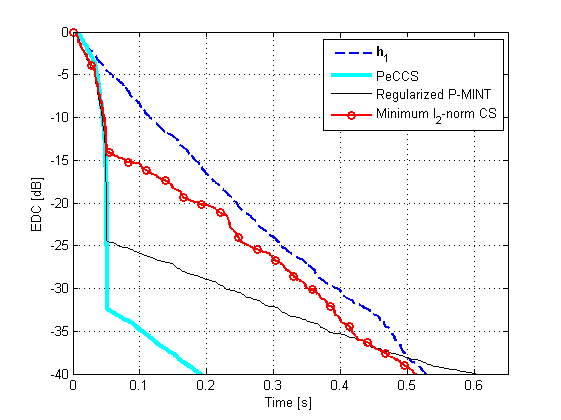 h1
PeCCS
Regularized P-MINT
Minimum l2-norm CS
EDC [dB]
0
-5
-10
-15
-20
-25
-30
-35
-40
0 0.1 0.2 0.3 0.4 0.5 0.6
Time [s]